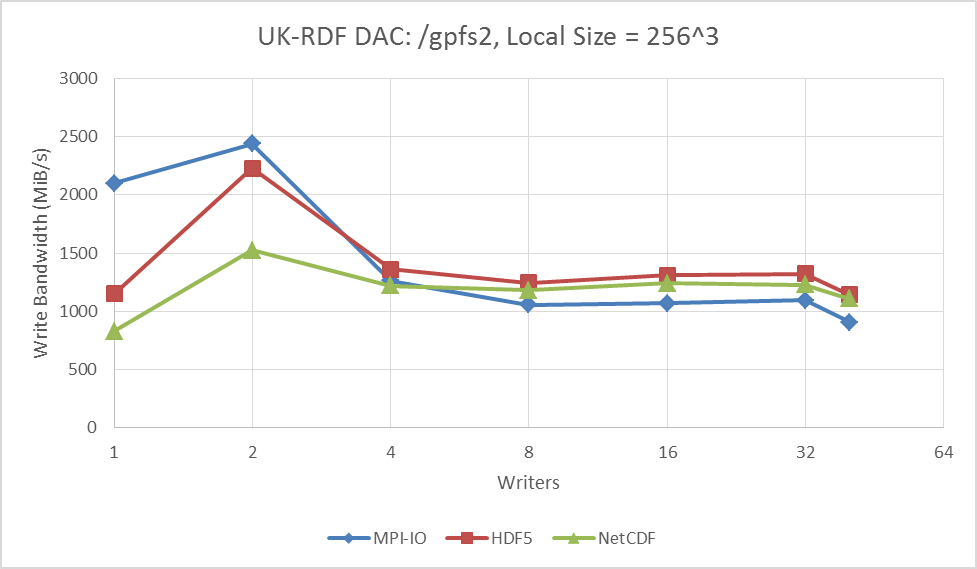 UK-RDF DAC: /gpfs2, Local Size = 256^3
3000
2500
2000
1500
1000
500
0
Write Bandwidth (MiB/s)
1 2 4 8 16 32 64
Writers
MPI-IO HDF5 NetCDF